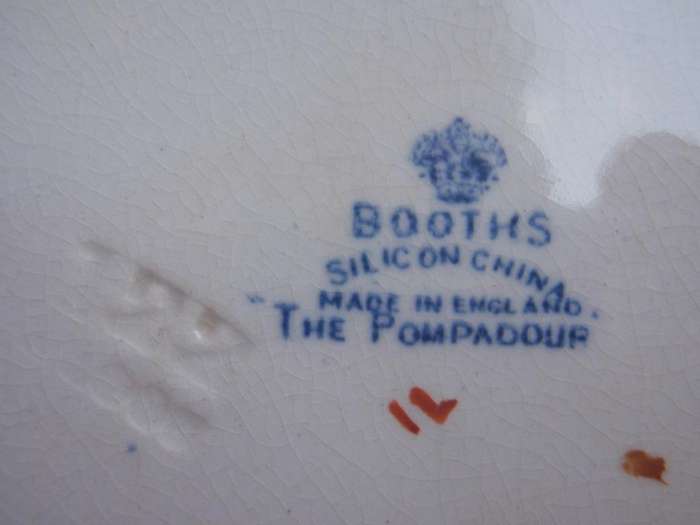 BOOTHS
SILICON CHINA
MADE IN ENGLAND.
"THE POMPADOUR"